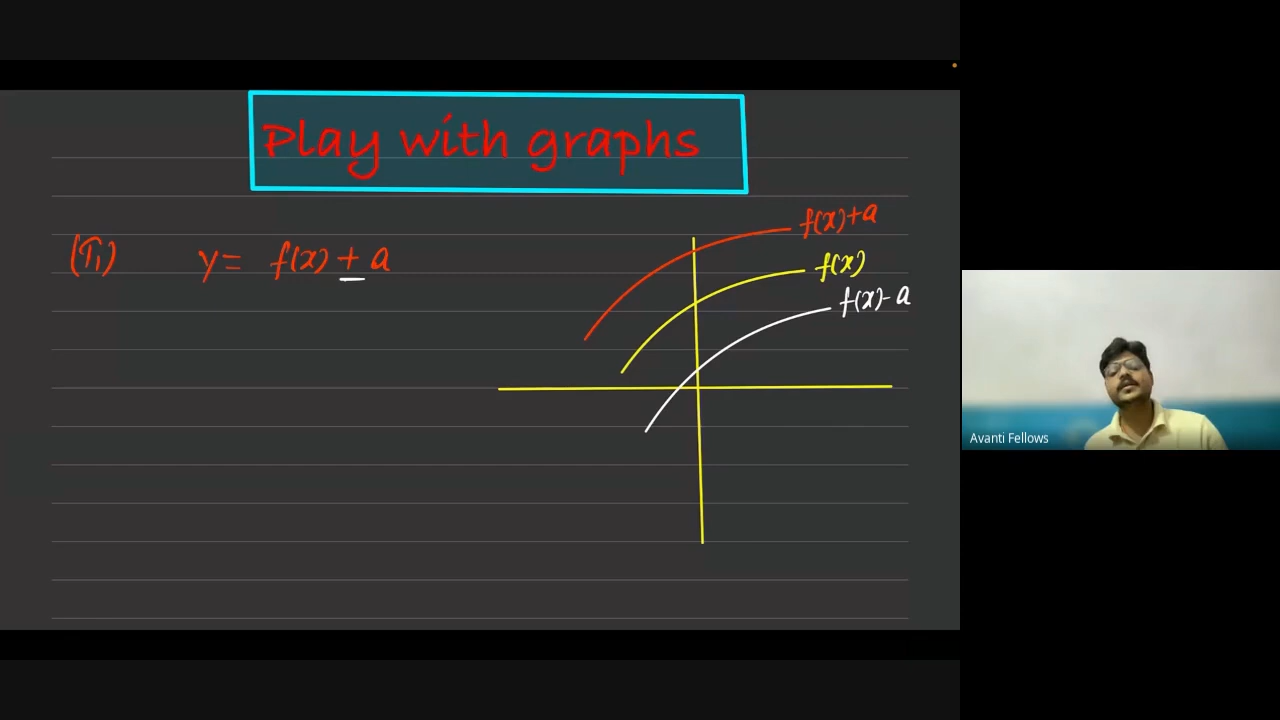 Play with graphs
(T₁) y = f(x) + a
f(x)+a
f(x)
f(x)-a
Avanti Fellows